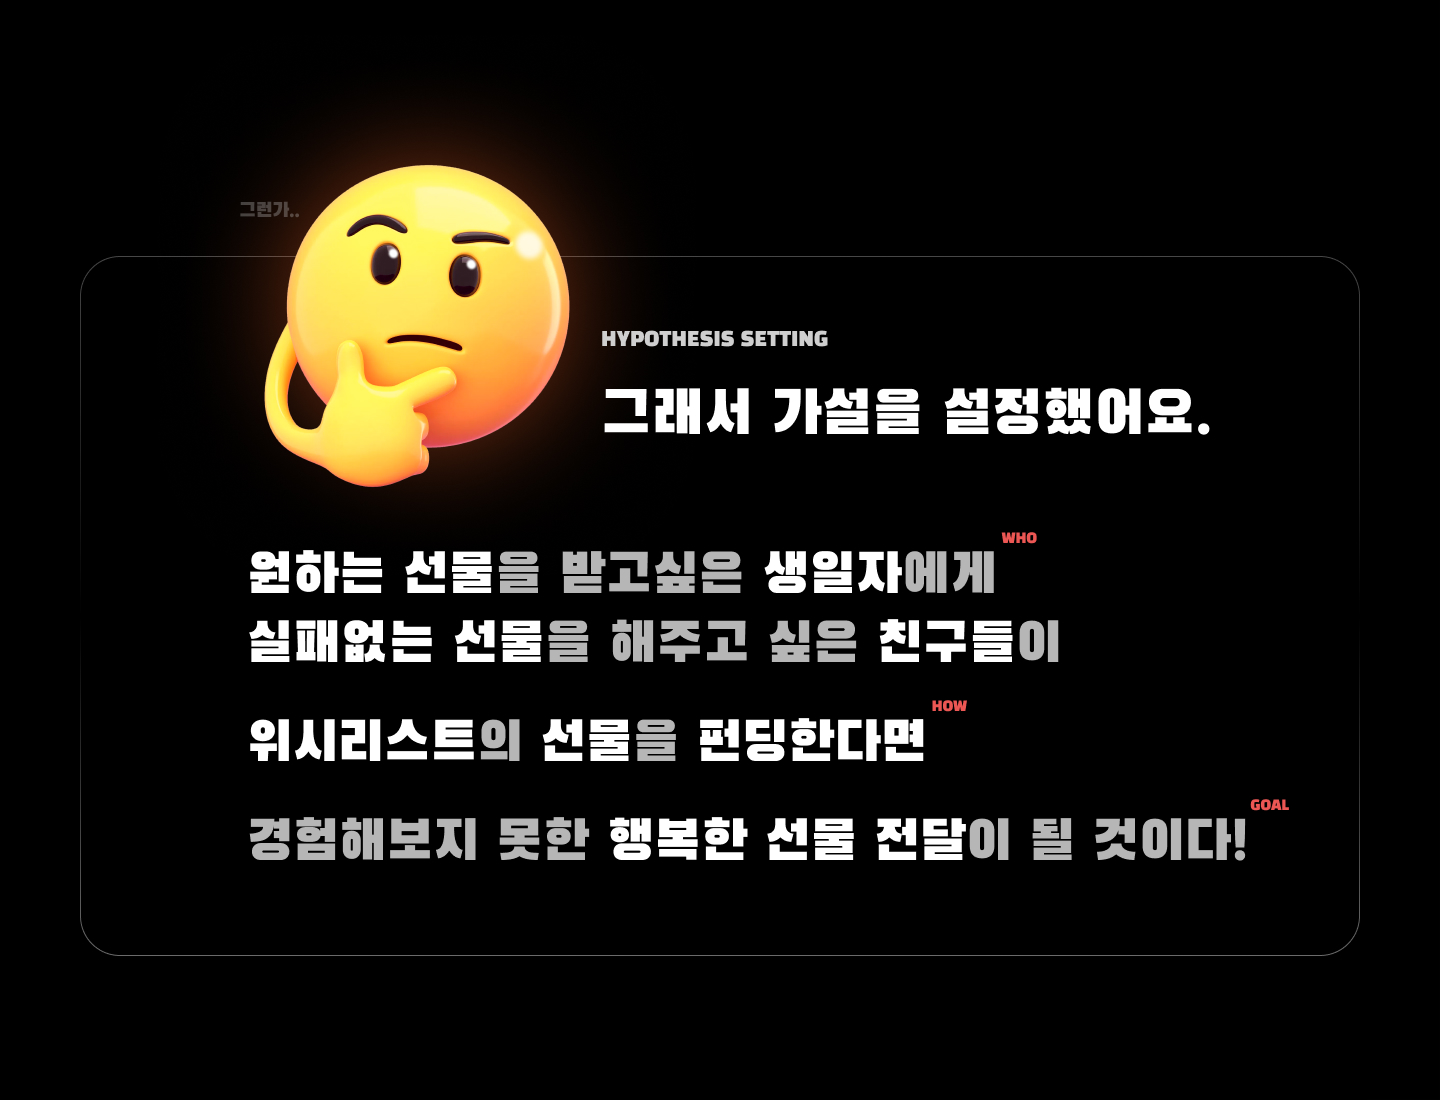 그런가..
HYPOTHESIS SETTING
그래서 가설을 설정했어요.
WHO
원하는 선물을 받고싶은 생일자에게
실패없는 선물을 해주고 싶은 친구들이
HOW
위시리스트의 선물을 펀딩한다면
GOAL
경험해보지 못한 행복한 선물 전달이 될 것이다!